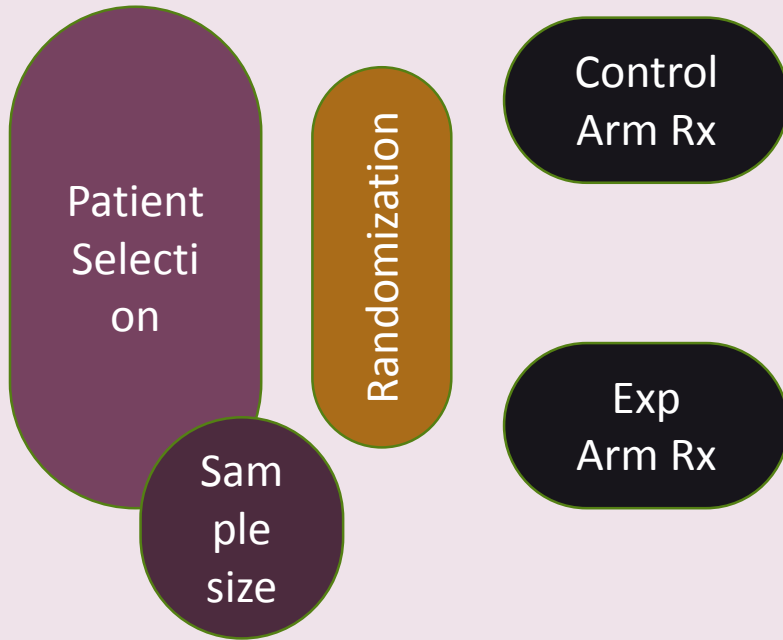 Patient
Selecti
on
Sam
ple
size
Randomization
Control
Arm Rx
Exp
Arm Rx